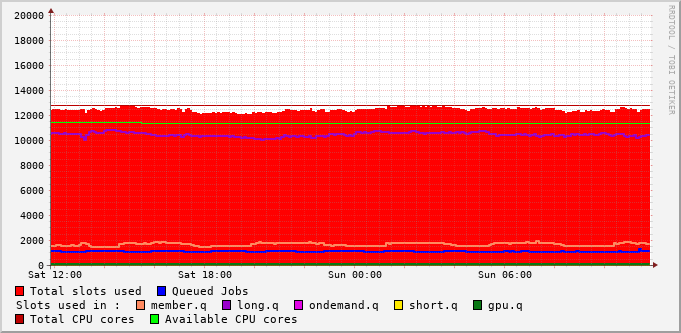 20000
18000
16000
14000
12000
10000
8000
6000
4000
2000
0
Sat 12:00 Sat 18:00 Sun 00:00 Sun 06:00
Total slots used Queued Jobs
Slots used in : member.q long.q ondemand.q short.q gpu.q
Total CPU cores Available CPU cores
RRDTOOL / TOBI OETIKER